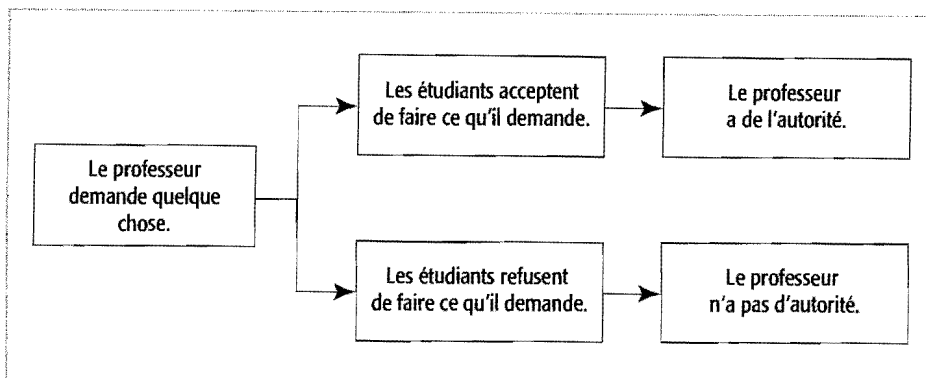 Le professeur
demande quelque
chose.
Les étudiants acceptent
de faire ce qu'il demande.
Le professeur
a de l'autorité.
Les étudiants refusent
de faire ce qu'il demande.
Le professeur
n'a pas d'autorité.